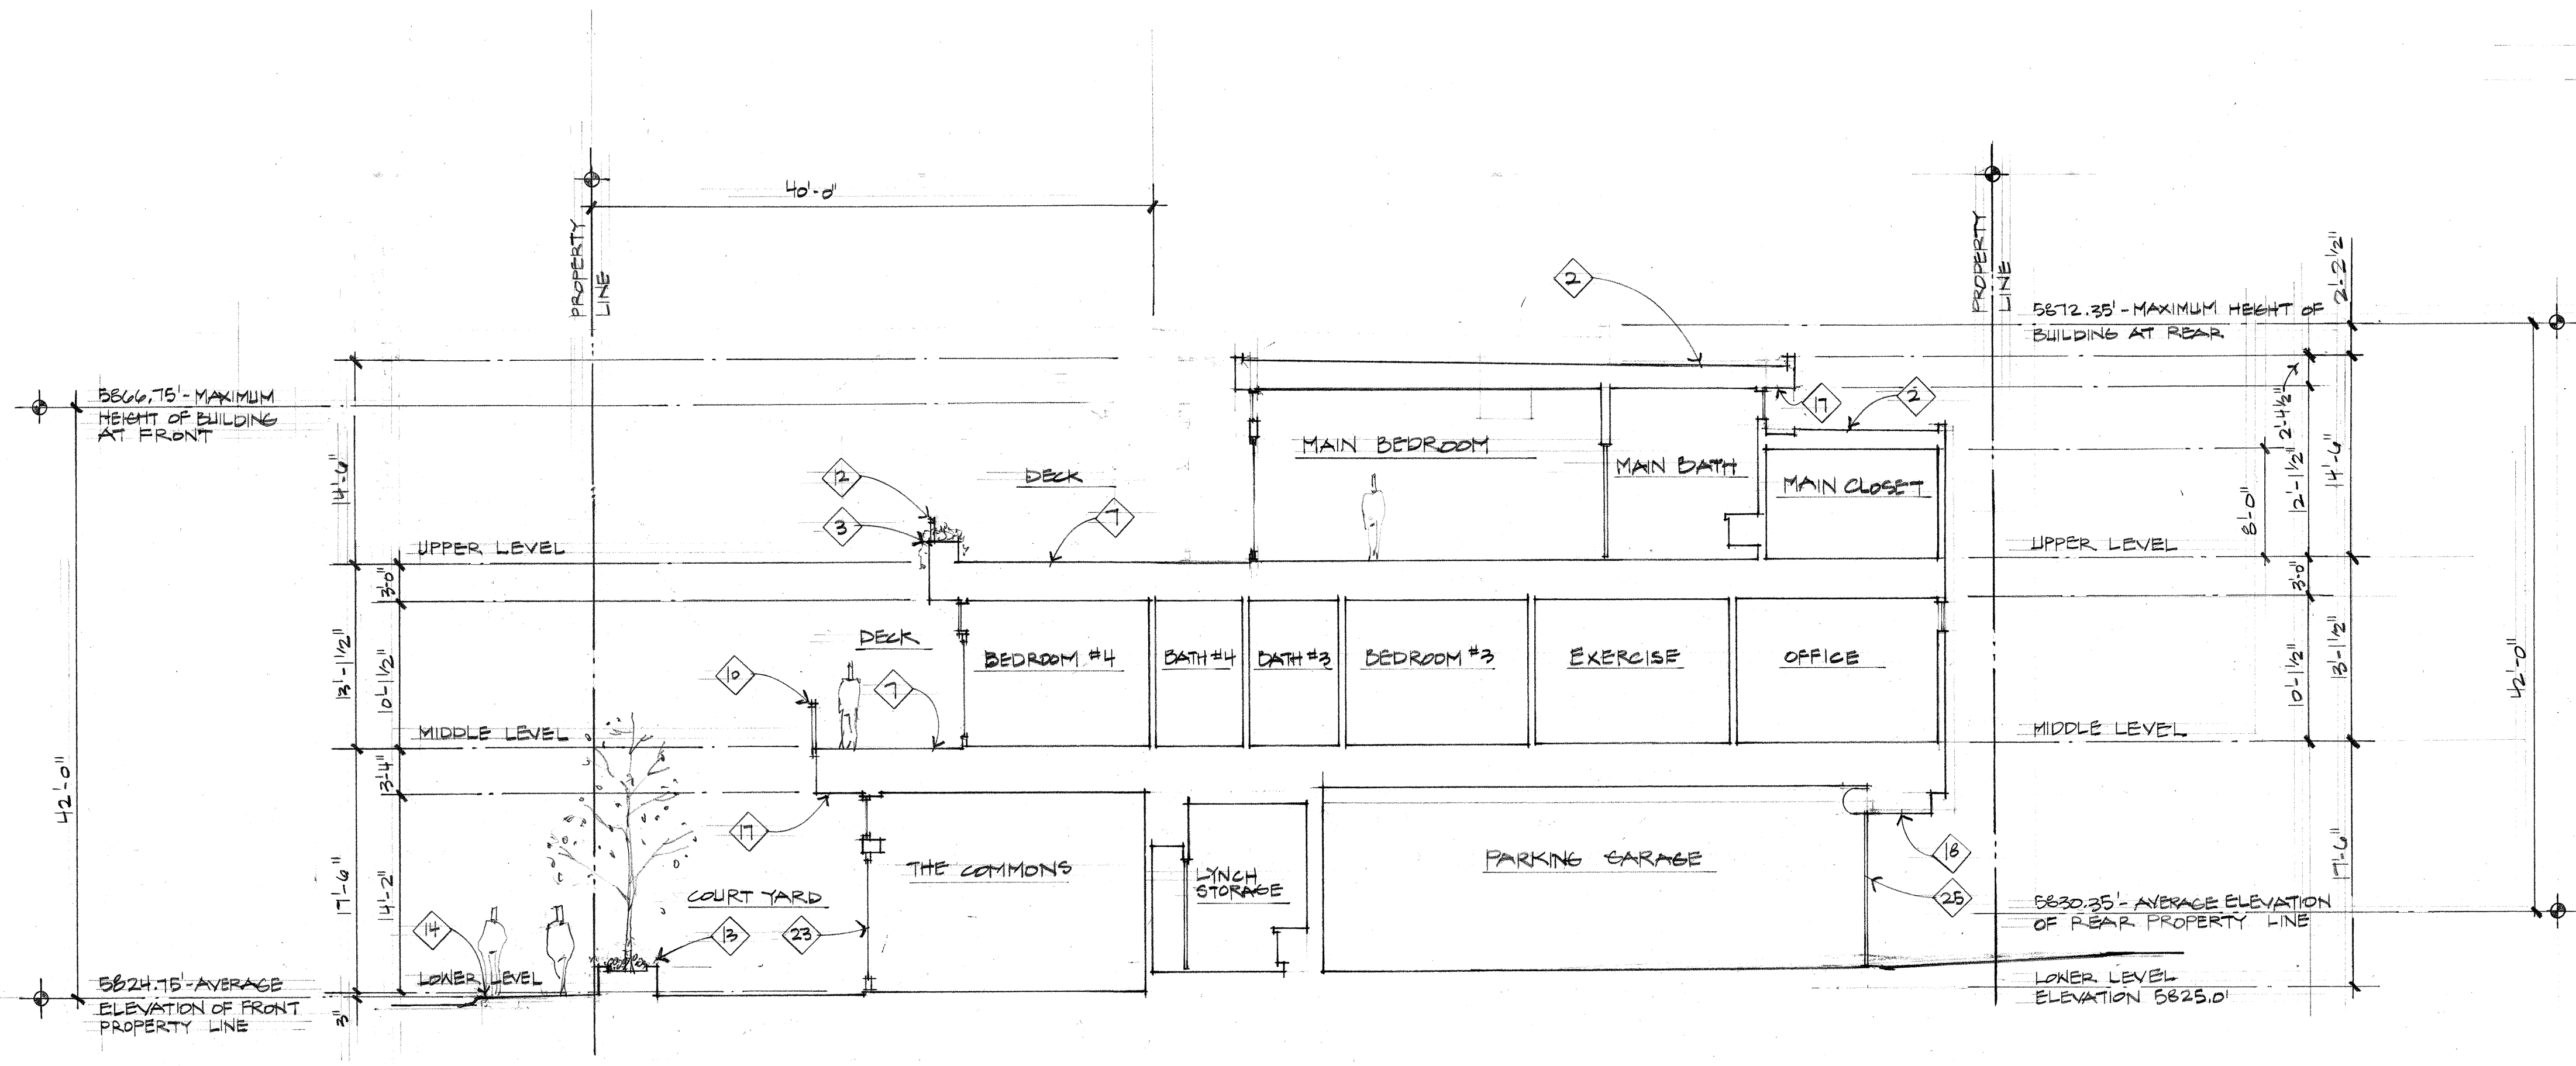 40'-0"
PROPERTY
LINE
PROPERTY
LINE
2
2'-2 1/2"
5872.35' - MAXIMUM HEIGHT OF
BUILDING AT REAR
5866.75' - MAXIMUM
HEIGHT OF BUILDING
AT FRONT
17
2
2'-4 1/2"
14'-6"
12
3
DECK
7
MAIN BEDROOM
MAIN BATH
MAIN CLOSET
8'-0"
12'-1 1/2"
14'-6"
UPPER LEVEL
UPPER LEVEL
3'-0"
3'-0"
13'-1 1/2"
10'-1 1/2"
DECK
10
7
BEDROOM #4
BATH #4
BATH #3
BEDROOM #3
EXERCISE
OFFICE
10'-1 1/2"
13'-1 1/2"
42'-0"
MIDDLE LEVEL
MIDDLE LEVEL
42'-0"
3'-4"
17
17'-6"
14'-2"
THE COMMONS
LYNCH
STORAGE
PARKING GARAGE
18
25
17'-6"
COURT YARD
14
13
23
5830.35' - AVERAGE ELEVATION
OF REAR PROPERTY LINE
LOWER LEVEL
5824.75' - AVERAGE
ELEVATION OF FRONT
PROPERTY LINE
3"
LOWER LEVEL
ELEVATION 5825.0'